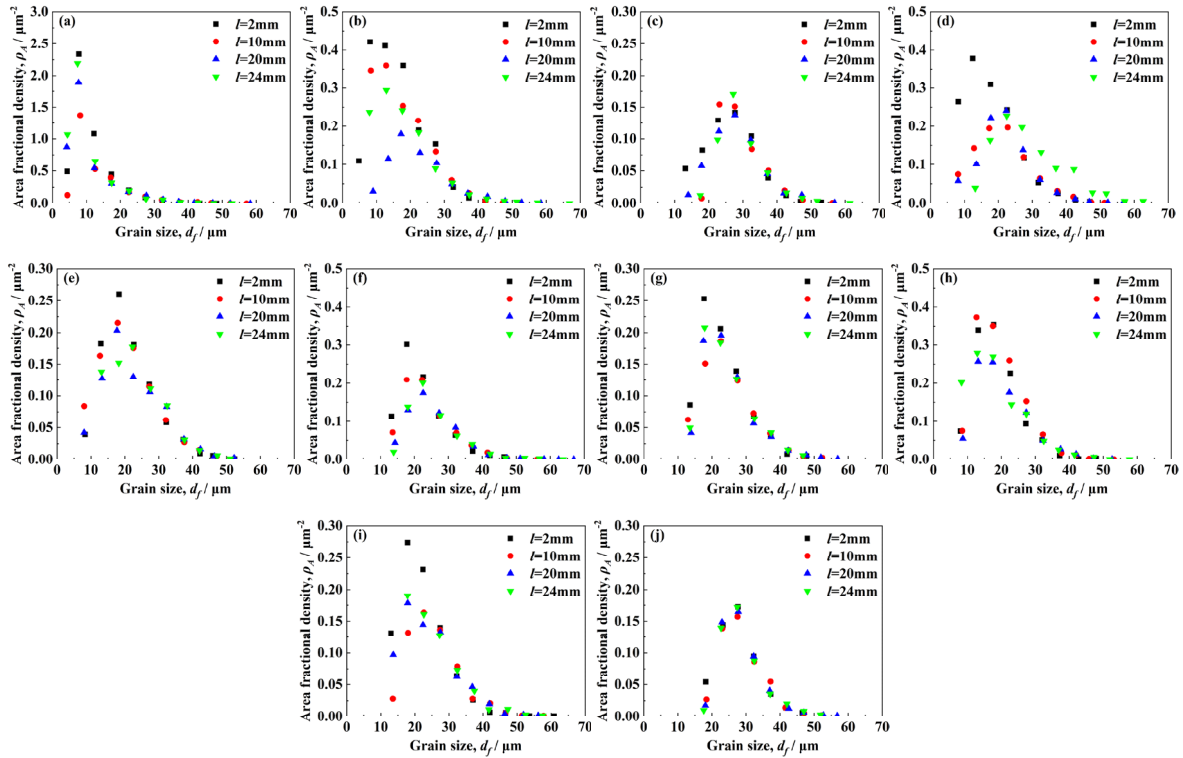 (a)
l=2mm
l=10mm
l=20mm
l=24mm
3.0
2.5
2.0
1.5
1.0
0.5
0.0
0 10 20 30 40 50 60 70
Area fractional density, ρA / μm-2
Grain size, df / μm
(b)
l=2mm
l−10mm
l=20mm
l=24mm
0.5
0.4
0.3
0.2
0.1
0.0
0 10 20 30 40 50 60 70
Area fractional density, ρA / μm-2
Grain size, df / μm
(c)
l=2mm
l−10mm
l=20mm
l=24mm
0.30
0.25
0.20
0.15
0.10
0.05
0.00
0 10 20 30 40 50 60 70
Area fractional density, ρA / μm-2
Grain size, df / μm
(d)
l=2mm
l=10mm
l=20mm
l=24mm
0.5
0.4
0.3
0.2
0.1
0.0
0 10 20 30 40 50 60 70
Area fractional density, ρA / μm-2
Grain size, df / μm
(e)
l=2mm
l−10mm
l=20mm
l=24mm
0.30
0.25
0.20
0.15
0.10
0.05
0.00
0 10 20 30 40 50 60 70
Area fractional density, ρA / μm-2
Grain size, df / μm
(f)
l=2mm
l−10mm
l=20mm
l=24mm
0.5
0.4
0.3
0.2
0.1
0.0
0 10 20 30 40 50 60 70
Area fractional density, ρA / μm-2
Grain size, df / μm
(g)
l=2mm
l−10mm
l=20mm
l=24mm
0.30
0.25
0.20
0.15
0.10
0.05
0.00
0 10 20 30 40 50 60 70
Area fractional density, ρA / μm-2
Grain size, df / μm
(h)
l=2mm
l−10mm
l=20mm
l=24mm
0.5
0.4
0.3
0.2
0.1
0.0
0 10 20 30 40 50 60 70
Area fractional density, ρA / μm-2
Grain size, df / μm
(i)
l=2mm
l−10mm
l=20mm
l=24mm
0.30
0.25
0.20
0.15
0.10
0.05
0.00
0 10 20 30 40 50 60 70
Area fractional density, ρA / μm-2
Grain size, df / μm
(j)
l=2mm
l−10mm
l=20mm
l=24mm
0.30
0.25
0.20
0.15
0.10
0.05
0.00
0 10 20 30 40 50 60 70
Area fractional density, ρA / μm-2
Grain size, df / μm